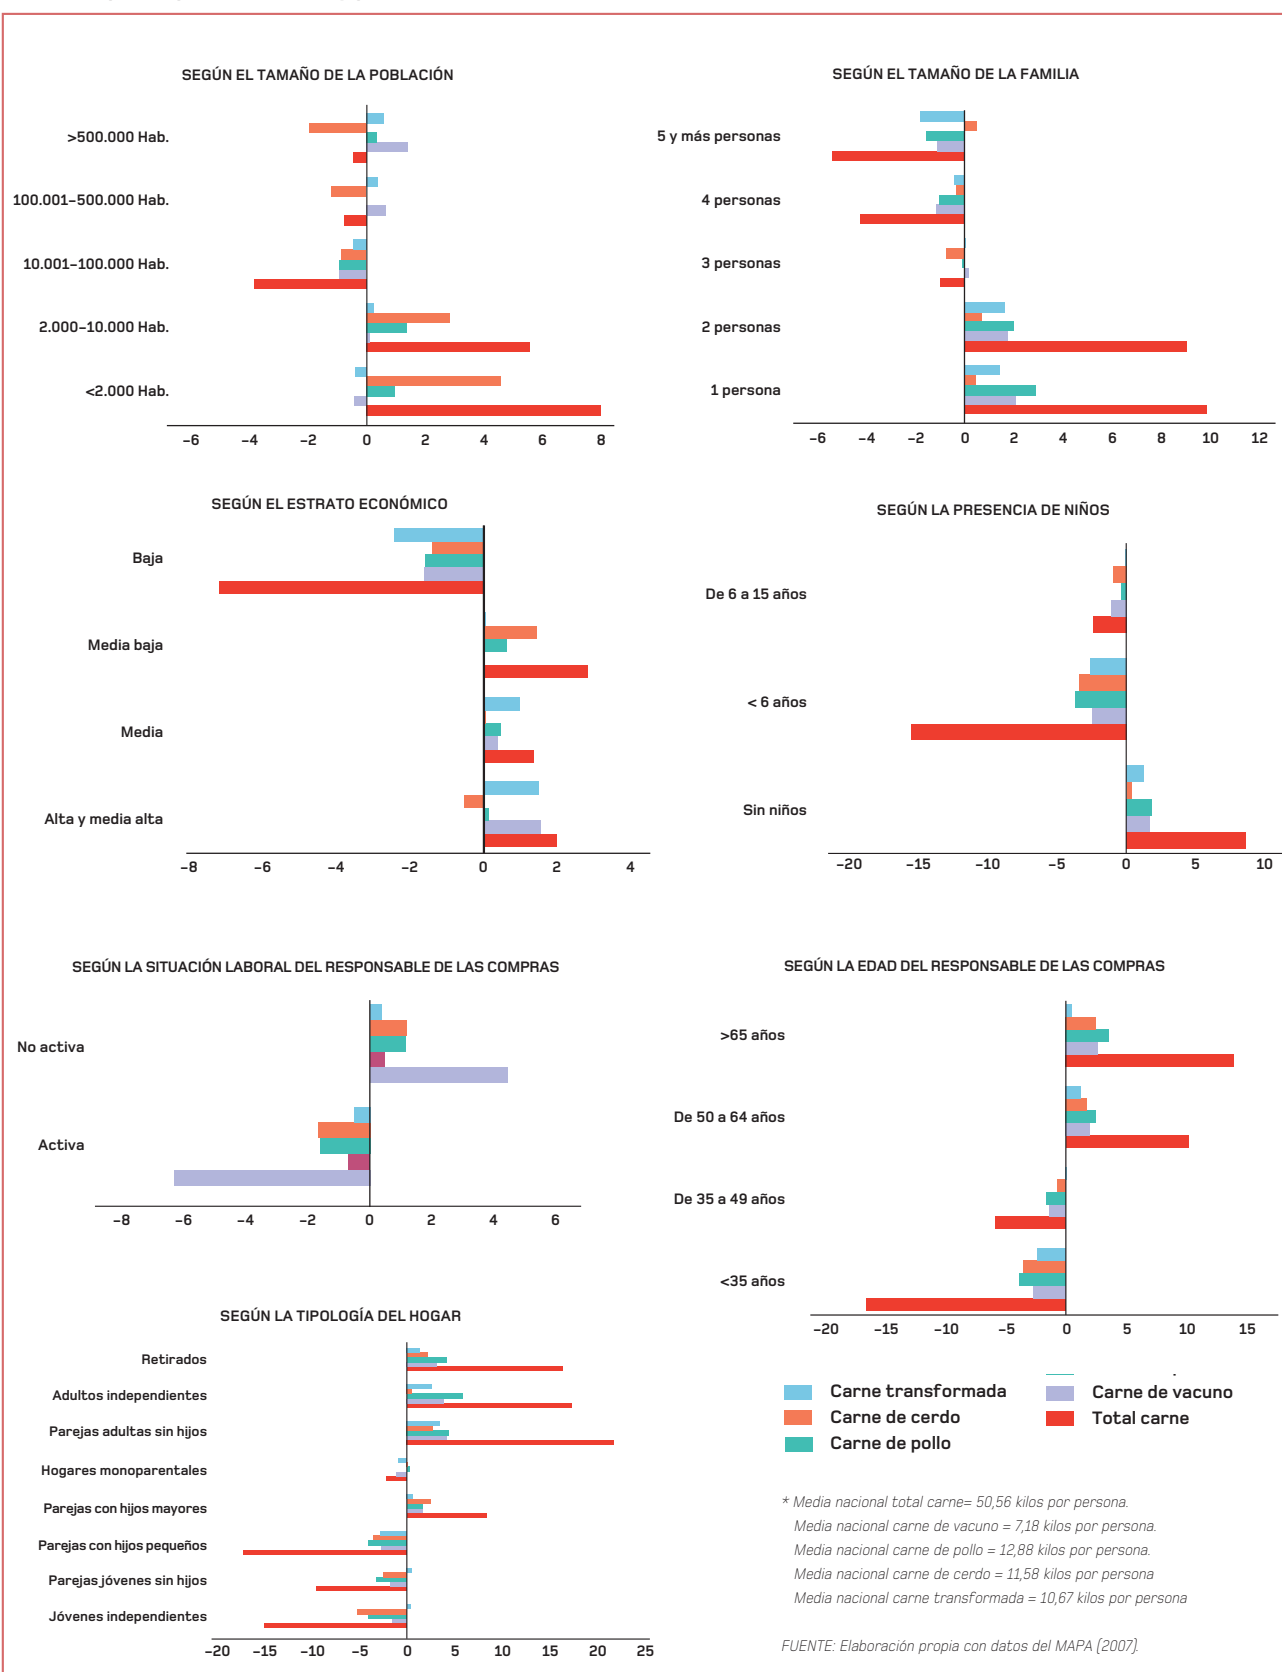 SEGÚN EL TAMAÑO DE LA POBLACIÓN
>500.000 Hab.
100.001–500.000 Hab.
10.001–100.000 Hab.
2.000–10.000 Hab.
<2.000 Hab.
–6 –4 –2 0 2 4 6 8
SEGÚN EL TAMAÑO DE LA FAMILIA
5 y más personas
4 personas
3 personas
2 personas
1 persona
–6 –4 –2 0 2 4 6 8 10 12
SEGÚN EL ESTRATO ECONÓMICO
Baja
Media baja
Media
Alta y media alta
–8 –6 –4 –2 0 2 4
SEGÚN LA PRESENCIA DE NIÑOS
De 6 a 15 años
< 6 años
Sin niños
–20 –15 –10 –5 0 5 10
SEGÚN LA SITUACIÓN LABORAL DEL RESPONSABLE DE LAS COMPRAS
No activa
Activa
–8 –6 –4 –2 0 2 4 6
SEGÚN LA EDAD DEL RESPONSABLE DE LAS COMPRAS
>65 años
De 50 a 64 años
De 35 a 49 años
<35 años
–20 –15 –10 –5 0 5 10 15
SEGÚN LA TIPOLOGÍA DEL HOGAR
Retirados
Adultos independientes
Parejas adultas sin hijos
Hogares monoparentales
Parejas con hijos mayores
Parejas con hijos pequeños
Parejas jóvenes sin hijos
Jóvenes independientes
–20 –15 –10 –5 0 5 10 15 20 25
Carne transformada
Carne de cerdo
Carne de pollo
Carne de vacuno
Total carne
* Media nacional total carne= 50,56 kilos por persona.
Media nacional carne de vacuno = 7,18 kilos por persona.
Media nacional carne de pollo = 12,88 kilos por persona.
Media nacional carne de cerdo = 11,58 kilos por persona
Media nacional carne transformada = 10,67 kilos por persona
FUENTE: Elaboración propia con datos del MAPA (2007).